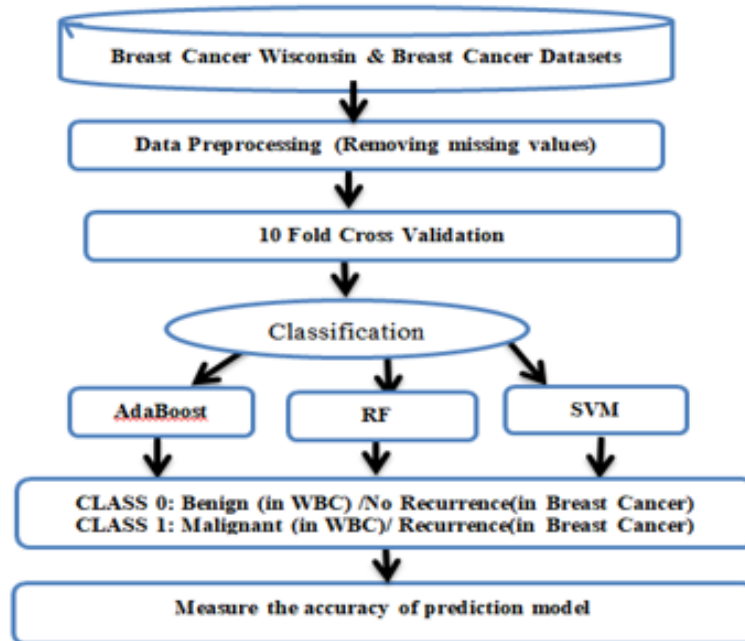 Breast Cancer Wisconsin & Breast Cancer Datasets
Data Preprocessing (Removing missing values)
10 Fold Cross Validation
Classification
AdaBoost
RF
SVM
CLASS 0: Benign (in WBC) /No Recurrence(in Breast Cancer)
CLASS 1: Malignant (in WBC)/ Recurrence(in Breast Cancer)
Measure the accuracy of prediction model